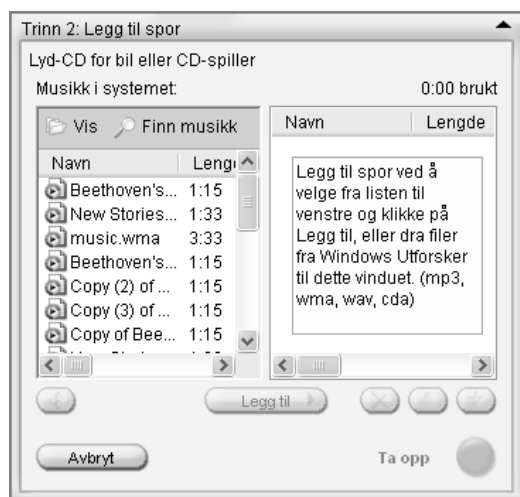 Trinn 2: Legg til spor
Lyd-CD for bil eller CD-spiller
Musikk i systemet:
0:00 brukt
Vis
Finn musikk
Navn
Leng
Beethoven's... 1:15
New Stories... 1:33
music.wma 3:33
Beethoven's... 1:15
Copy (2) of ... 1:15
Copy (3) of ... 1:15
Copy of Bee... 1:15
Navn
Lengde
Legg til spor ved å
velge fra listen til
venstre og klikke på
Legg til, eller dra filer
fra Windows Utforsker
til dette vinduet. (mp3,
wma, wav, cda)
Legg til
Avbryt
Ta opp